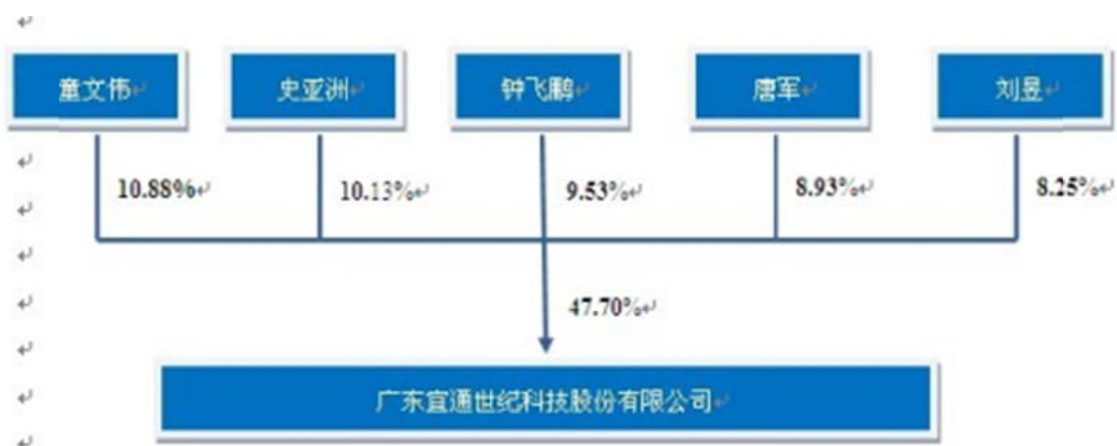 童文伟
史亚洲
钟飞鹏
唐军
刘昱
10.88%
10.13%
9.53%
8.93%
8.25%
47.70%
广东宜通世纪科技股份有限公司